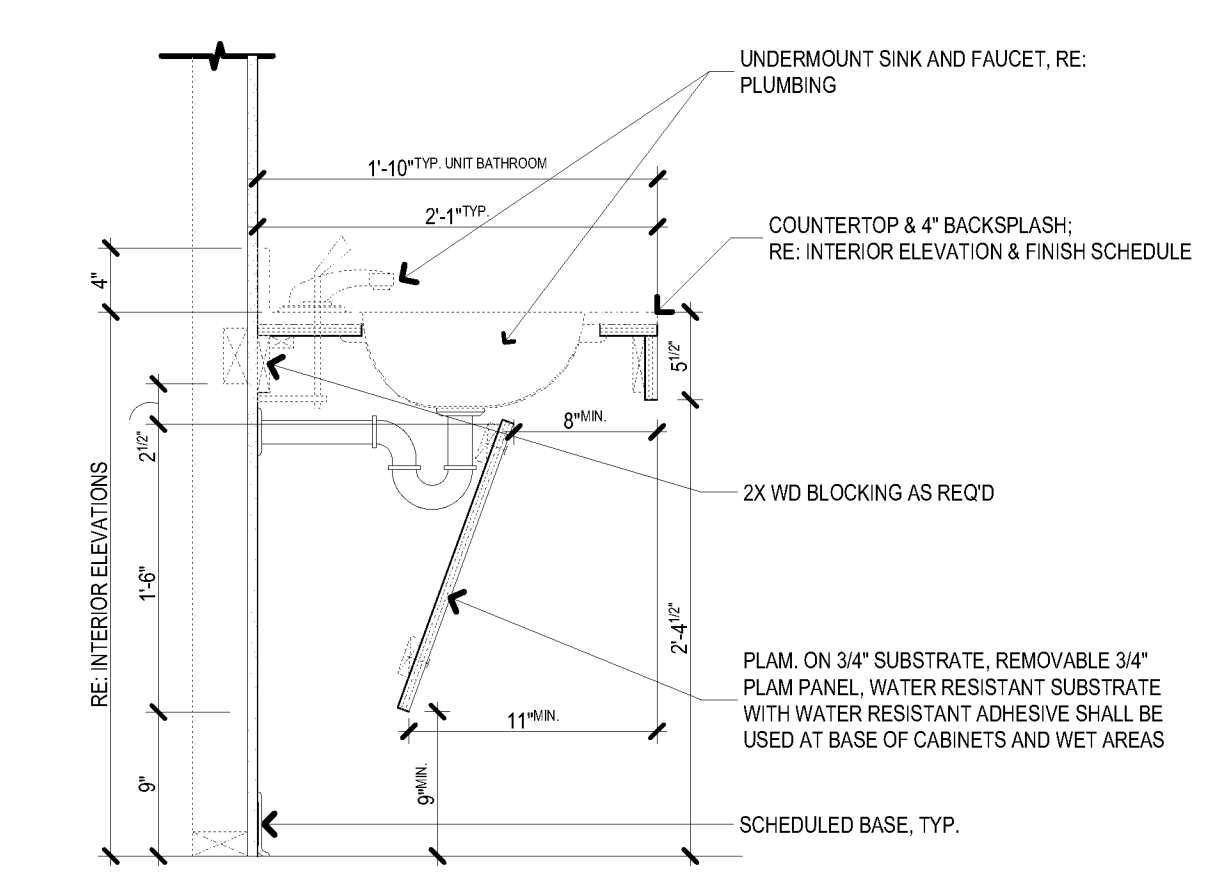 UNDERMOUNT SINK AND FAUCET, RE:
PLUMBING
1'-10" TYP. UNIT BATHROOM
2'-1" TYP.
COUNTERTOP & 4" BACKSPLASH;
RE: INTERIOR ELEVATION & FINISH SCHEDULE
4"
5 1/2"
8" MIN.
2 1/2"
2X WD BLOCKING AS REQ'D
RE: INTERIOR ELEVATIONS
1'-6"
2'-4 1/2"
PLAM. ON 3/4" SUBSTRATE, REMOVABLE 3/4"
PLAM PANEL, WATER RESISTANT SUBSTRATE
WITH WATER RESISTANT ADHESIVE SHALL BE
USED AT BASE OF CABINETS AND WET AREAS
11" MIN.
9"
9" MIN.
SCHEDULED BASE, TYP.